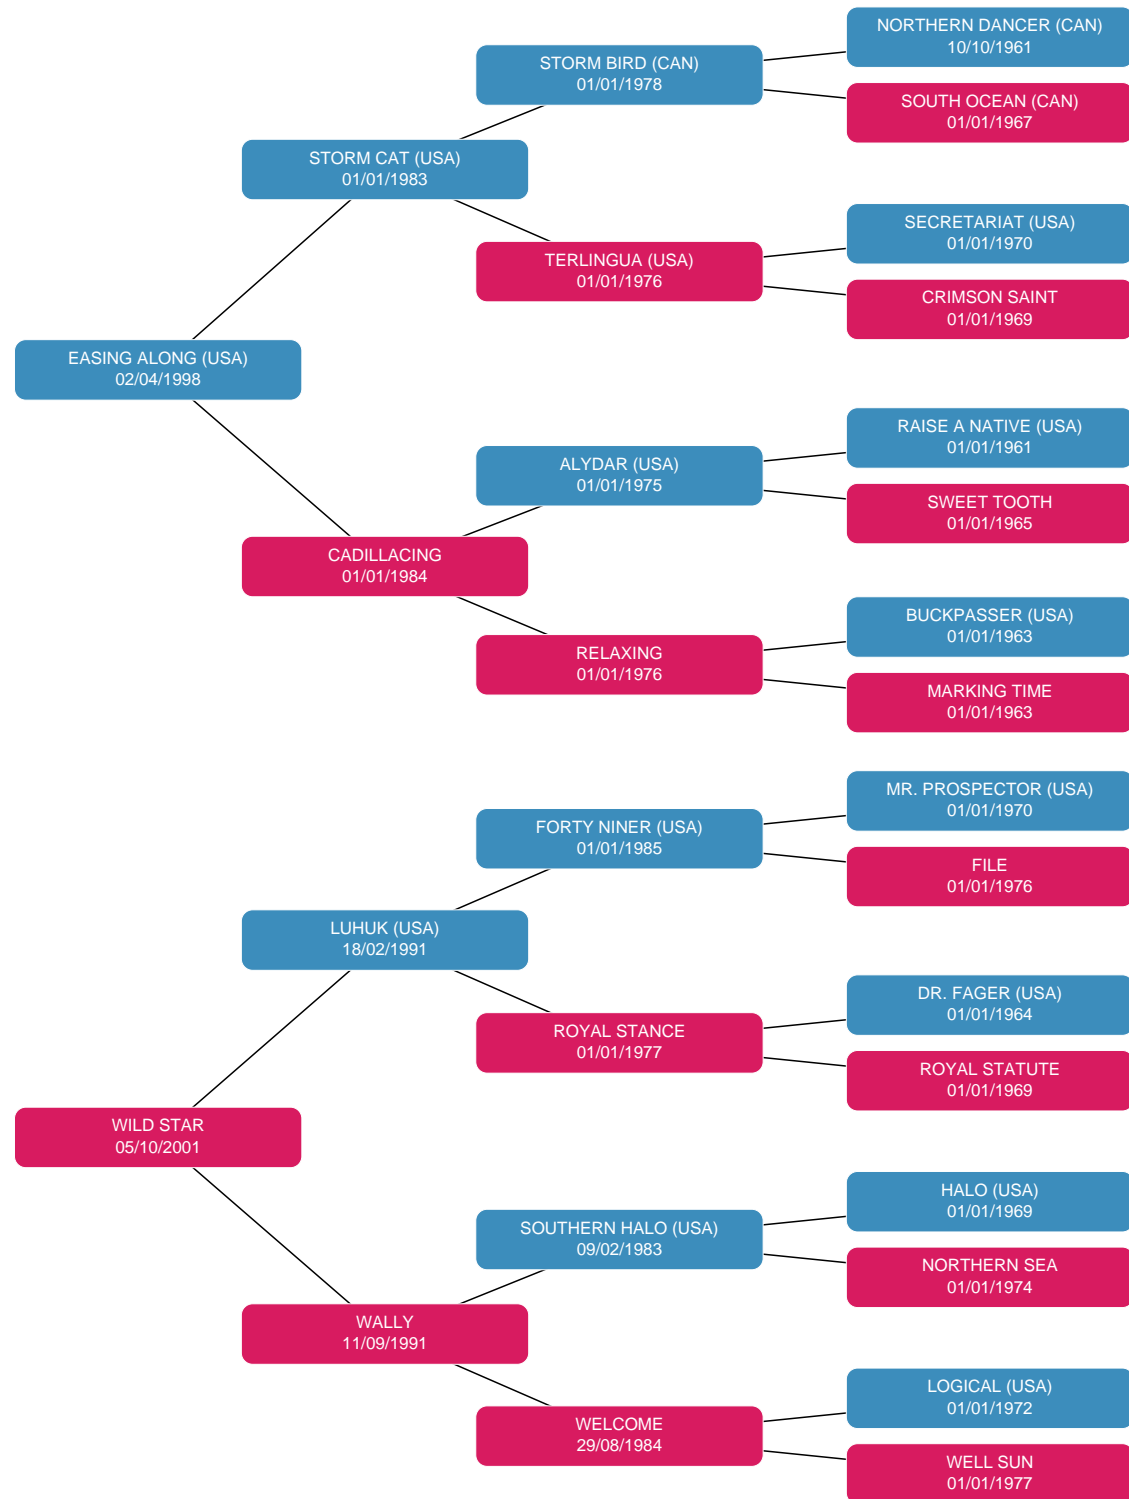 NORTHERN DANCER (CAN)
10/10/1961
STORM BIRD (CAN)
01/01/1978
SOUTH OCEAN (CAN)
01/01/1967
STORM CAT (USA)
01/01/1983
SECRETARIAT (USA)
01/01/1970
TERLINGUA (USA)
01/01/1976
CRIMSON SAINT
01/01/1969
EASING ALONG (USA)
02/04/1998
RAISE A NATIVE (USA)
01/01/1961
ALYDAR (USA)
01/01/1975
SWEET TOOTH
01/01/1965
CADILLACING
01/01/1984
BUCKPASSER (USA)
01/01/1963
RELAXING
01/01/1976
MARKING TIME
01/01/1963
MR. PROSPECTOR (USA)
01/01/1970
FORTY NINER (USA)
01/01/1985
FILE
01/01/1976
LUHUK (USA)
18/02/1991
DR. FAGER (USA)
01/01/1964
ROYAL STANCE
01/01/1977
ROYAL STATUTE
01/01/1969
WILD STAR
05/10/2001
HALO (USA)
01/01/1969
SOUTHERN HALO (USA)
09/02/1983
NORTHERN SEA
01/01/1974
WALLY
11/09/1991
LOGICAL (USA)
01/01/1972
WELCOME
29/08/1984
WELL SUN
01/01/1977